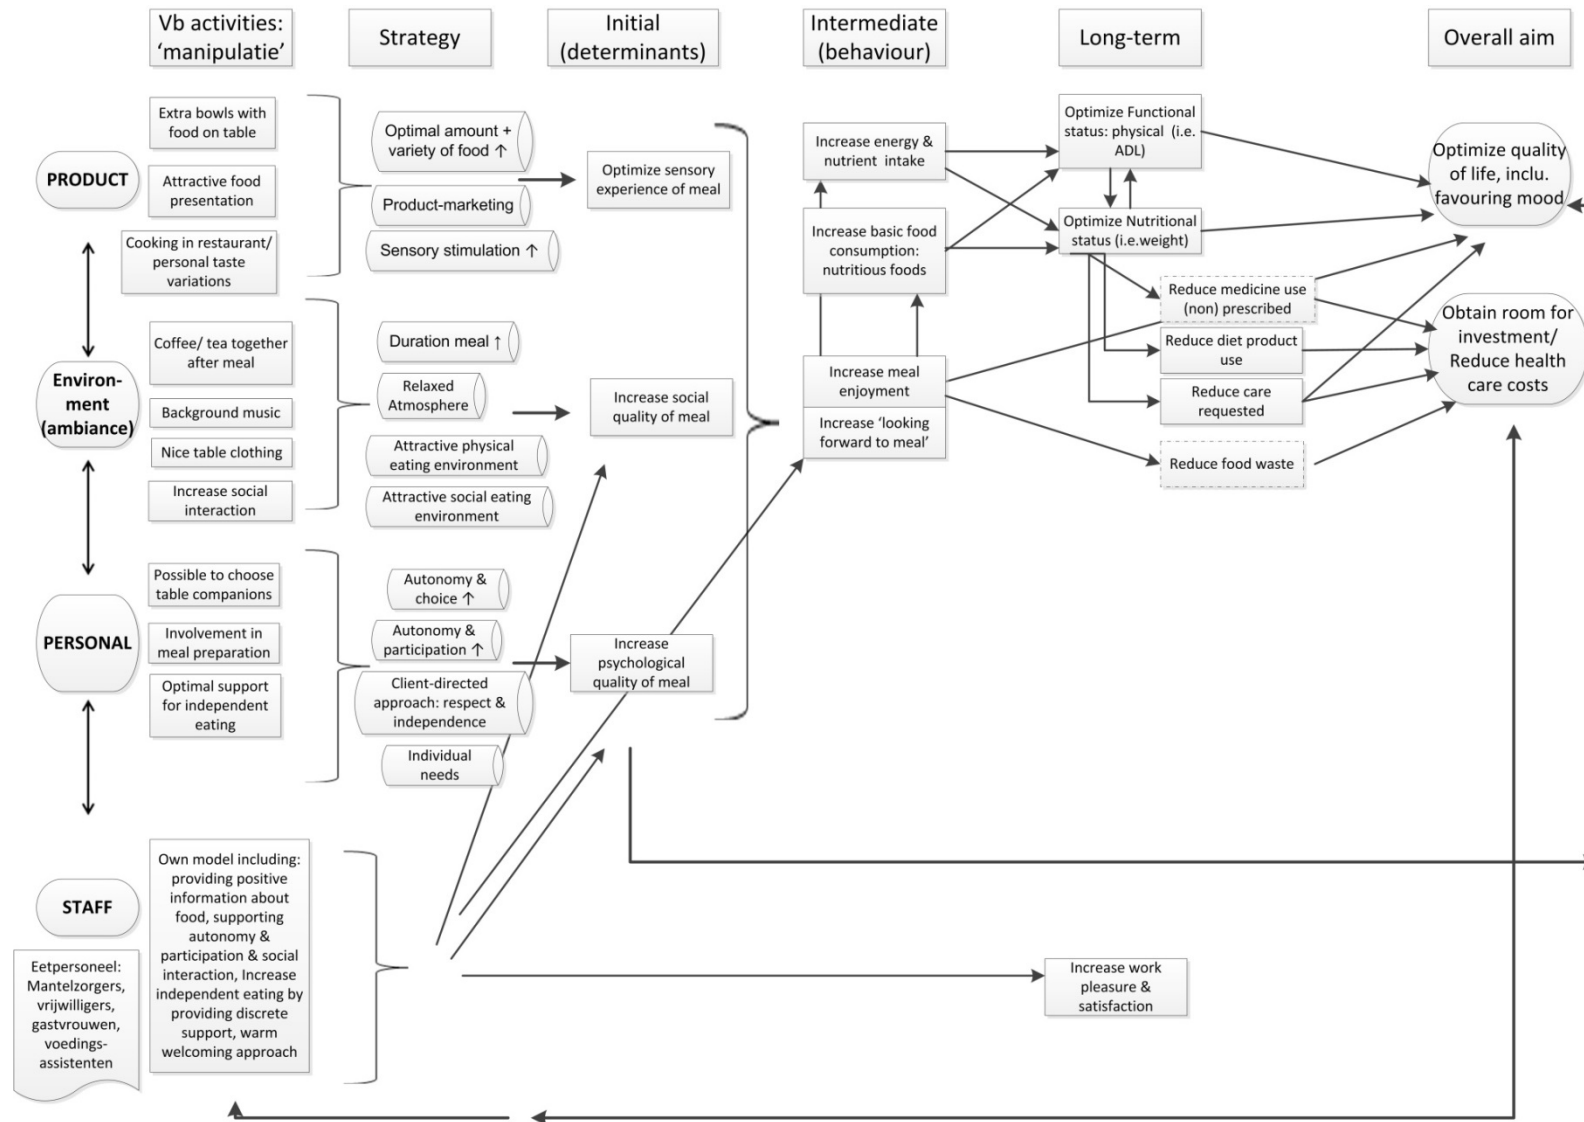 Vb activities:
‘manipulatie’
Strategy
Initial
(determinants)
Intermediate
(behaviour)
Long-term
Overall aim
PRODUCT
Extra bowls with
food on table
Attractive food
presentation
Cooking in restaurant/
personal taste
variations
Optimal amount +
variety of food ↑
Product-marketing
Sensory stimulation ↑
Optimize sensory
experience of meal
Environ-
ment
(ambiance)
Coffee/ tea together
after meal
Background music
Nice table clothing
Increase social
interaction
Duration meal ↑
Relaxed
Atmosphere
Attractive physical
eating environment
Attractive social eating
environment
Increase social
quality of meal
PERSONAL
Possible to choose
table companions
Involvement in
meal preparation
Optimal support
for independent
eating
Autonomy &
choice ↑
Autonomy &
participation ↑
Client-directed
approach: respect &
independence
Individual
needs
Increase
psychological
quality of meal
STAFF
Eetpersoneel:
Mantelzorgers,
vrijwilligers,
gastvrouwen,
voedings-
assistenten
Own model including:
providing positive
information about
food, supporting
autonomy &
participation & social
interaction, Increase
independent eating by
providing discrete
support, warm
welcoming approach
Increase energy &
nutrient intake
Increase basic food
consumption:
nutritious foods
Increase meal
enjoyment
Increase ‘looking
forward to meal’
Optimize Functional
status: physical (i.e.
ADL)
Optimize Nutritional
status (i.e.weight)
Reduce medicine use
(non) prescribed
Reduce diet product
use
Reduce care
requested
Reduce food waste
Increase work
pleasure &
satisfaction
Optimize quality
of life, inclu.
favouring mood
Obtain room for
investment/
Reduce health
care costs